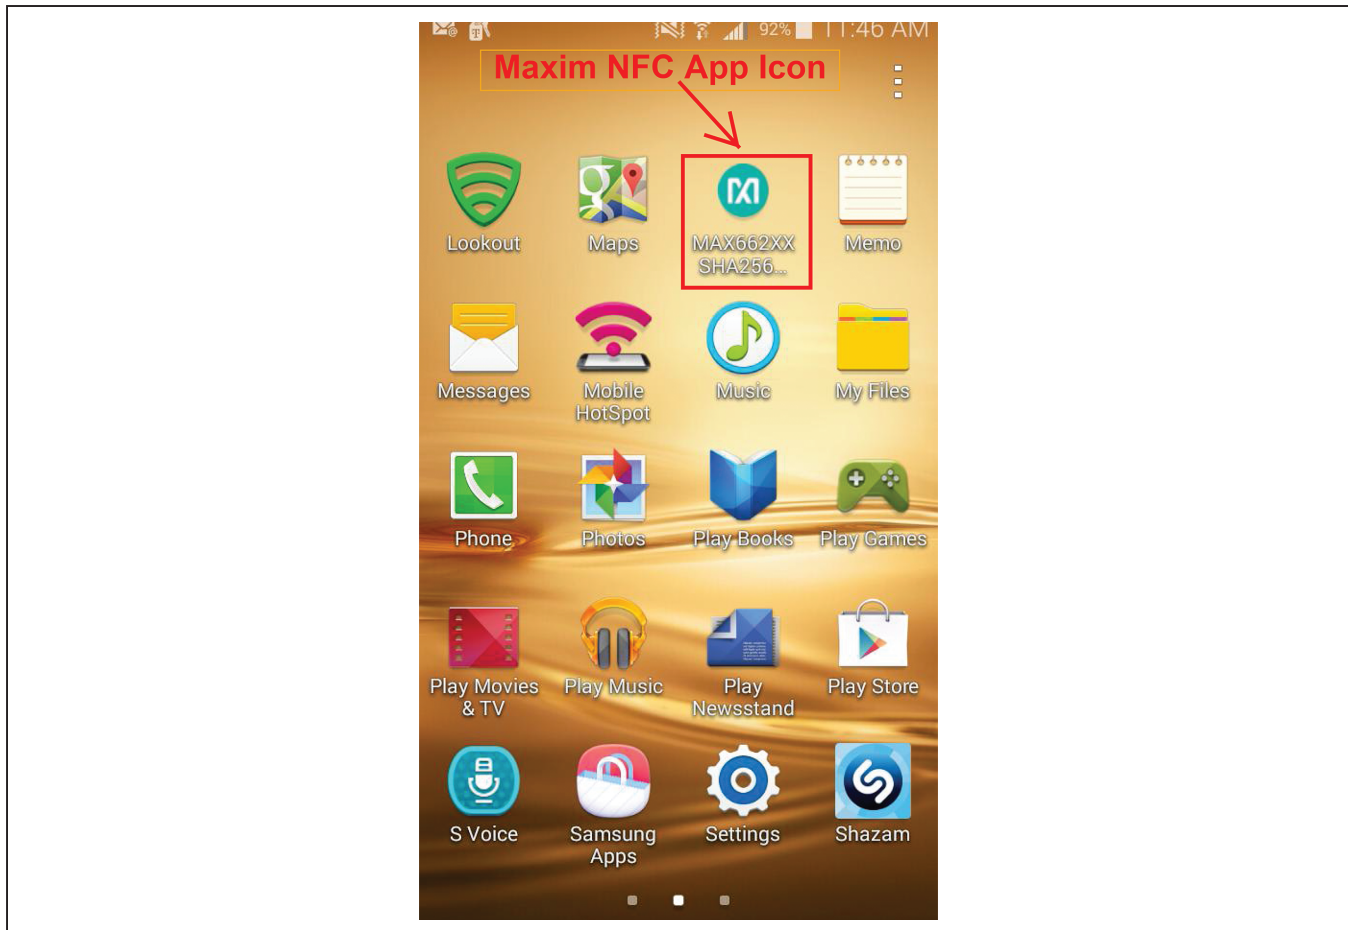 92% 11:46 AM
Maxim NFC App Icon
Lookout
Maps
MAX662XX
SHA256...
Memo
Messages
Mobile
HotSpot
Music
My Files
Phone
Photos
Play Books
Play Games
Play Movies
& TV
Play Music
Play
Newsstand
Play Store
S Voice
Samsung
Apps
Settings
Shazam